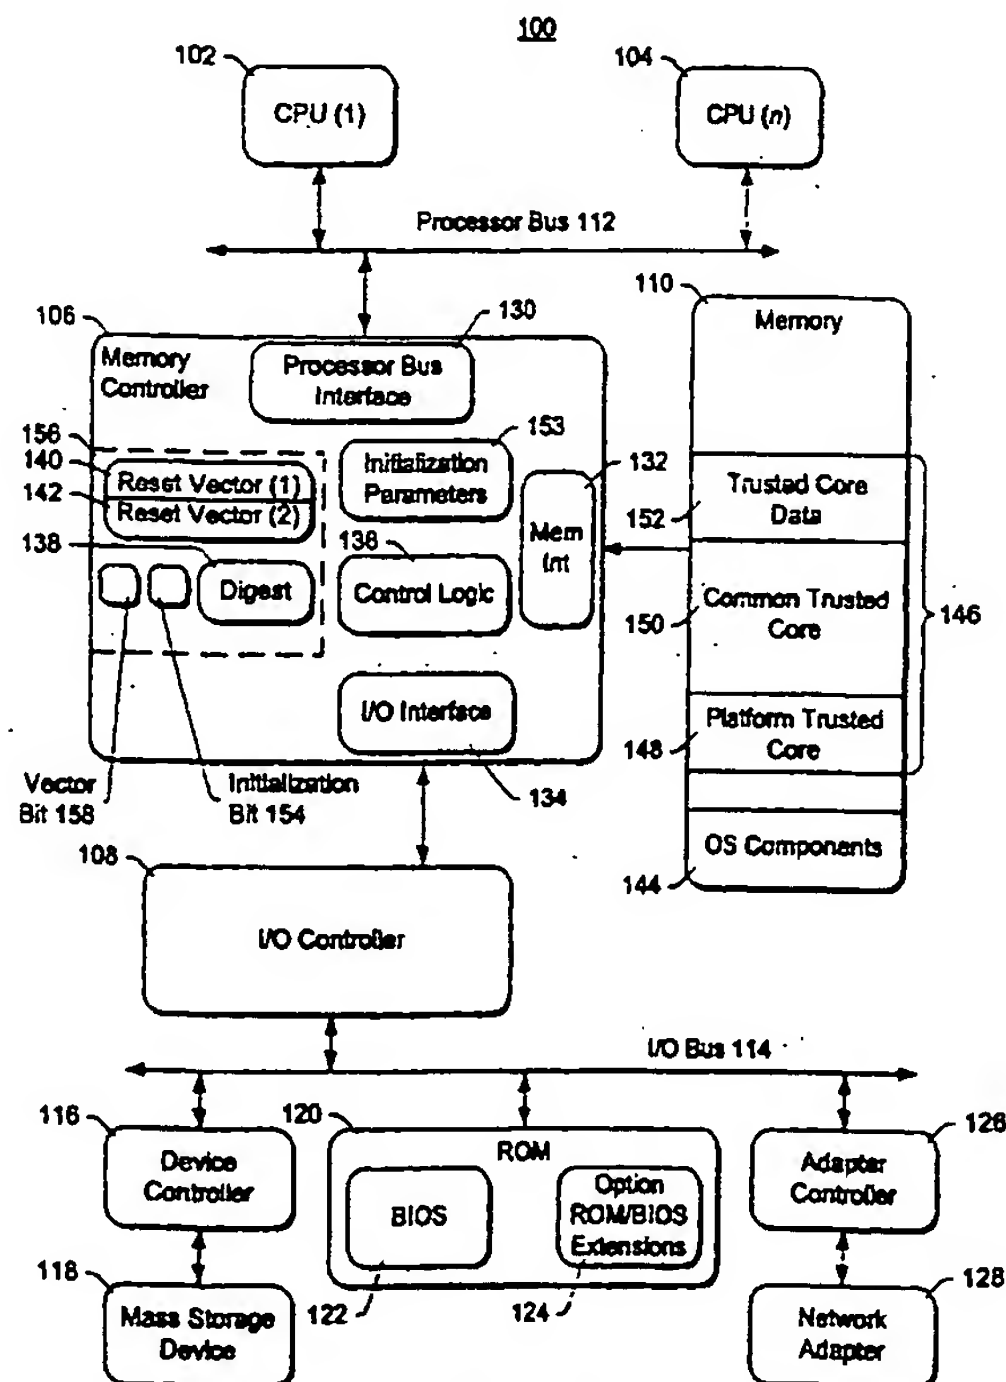 100
102
CPU (1)
104
CPU (n)
Processor Bus 112
106
Memory
Controller
130
Processor Bus
Interface
110
Memory
156
140
Reset Vector (1)
142
Reset Vector (2)
138
Digest
153
Initialization
Parameters
132
Mem
Int
136
Control Logic
Trusted Core
Data
152
Common Trusted
Core
150
146
Platform Trusted
Core
148
I/O Interface
134
Vector
Bit 158
Initialization
Bit 154
OS Components
144
108
I/O Controller
I/O Bus 114
116
Device
Controller
120
ROM
BIOS
Option
ROM/BIOS
Extensions
126
Adapter
Controller
118
Mass Storage
Device
122
124
128
Network
Adapter